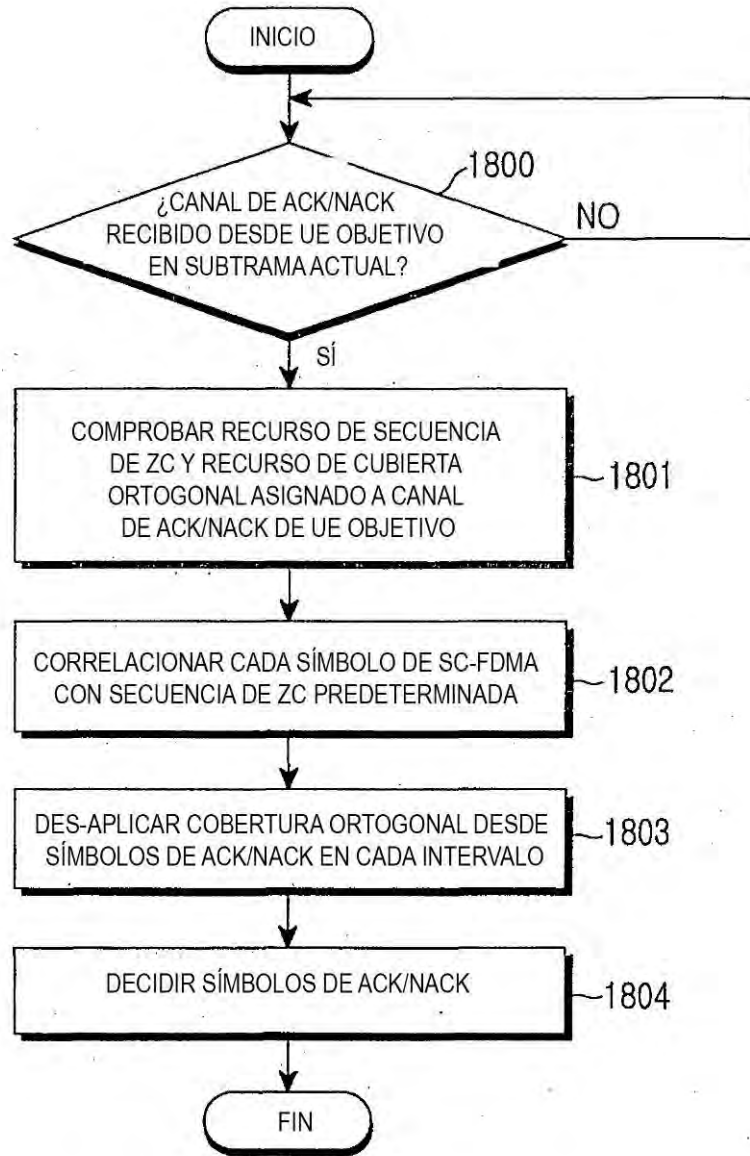 INICIO
1800
¿CANAL DE ACK/NACK
RECIBIDO DESDE UE OBJETIVO
EN SUBTRAMA ACTUAL?
NO
SÍ
COMPROBAR RECURSO DE SECUENCIA
DE ZC Y RECURSO DE CUBIERTA
ORTOGONAL ASIGNADO A CANAL
DE ACK/NACK DE UE OBJETIVO
1801
CORRELACIONAR CADA SÍMBOLO DE SC-FDMA
CON SECUENCIA DE ZC PREDETERMINADA
1802
DES-APLICAR COBERTURA ORTOGONAL DESDE
SÍMBOLOS DE ACK/NACK EN CADA INTERVALO
1803
DECIDIR SÍMBOLOS DE ACK/NACK
1804
FIN